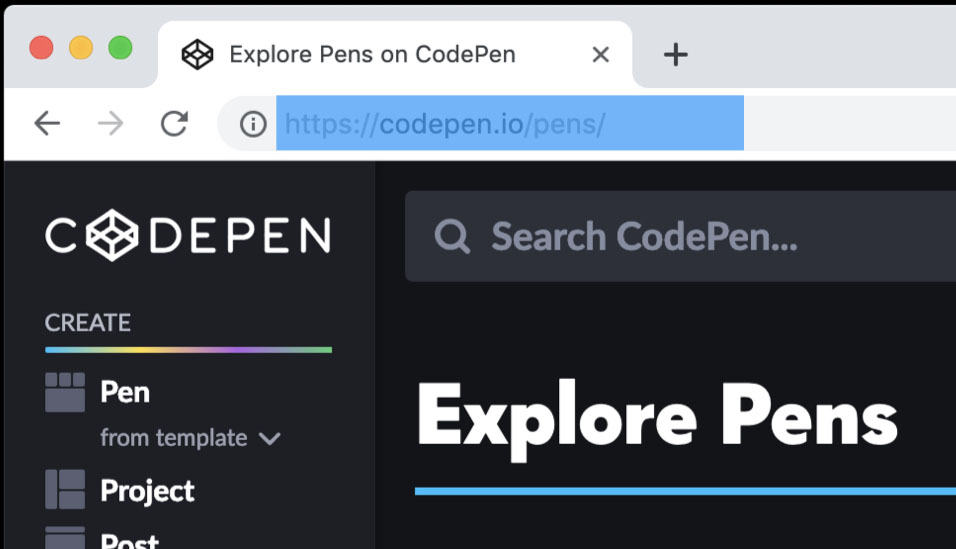 Explore Pens on CodePen
https://codepen.io/pens/
CODEPEN
Search CodePen...
CREATE
Pen
from template
Project
Post
Explore Pens